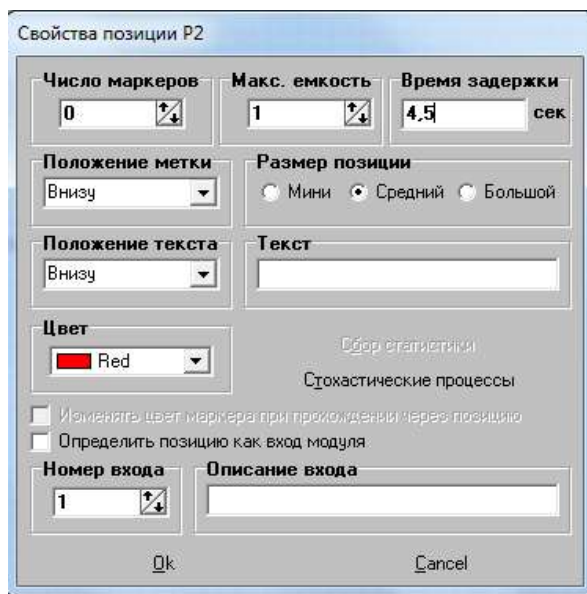 Свойства позиции P2
Число маркеров Макс. емкость Время задержки
0 1 4,5 сек
Положение метки Размер позиции
Внизу Мини Средний Большой
Положение текста Текст
Внизу
Цвет
Red
Сбор статистики
Стохастические процессы
Изменять цвет маркера при прохождении через позицию
Определить позицию как вход модуля
Номер входа Описание входа
1
Ok Cancel